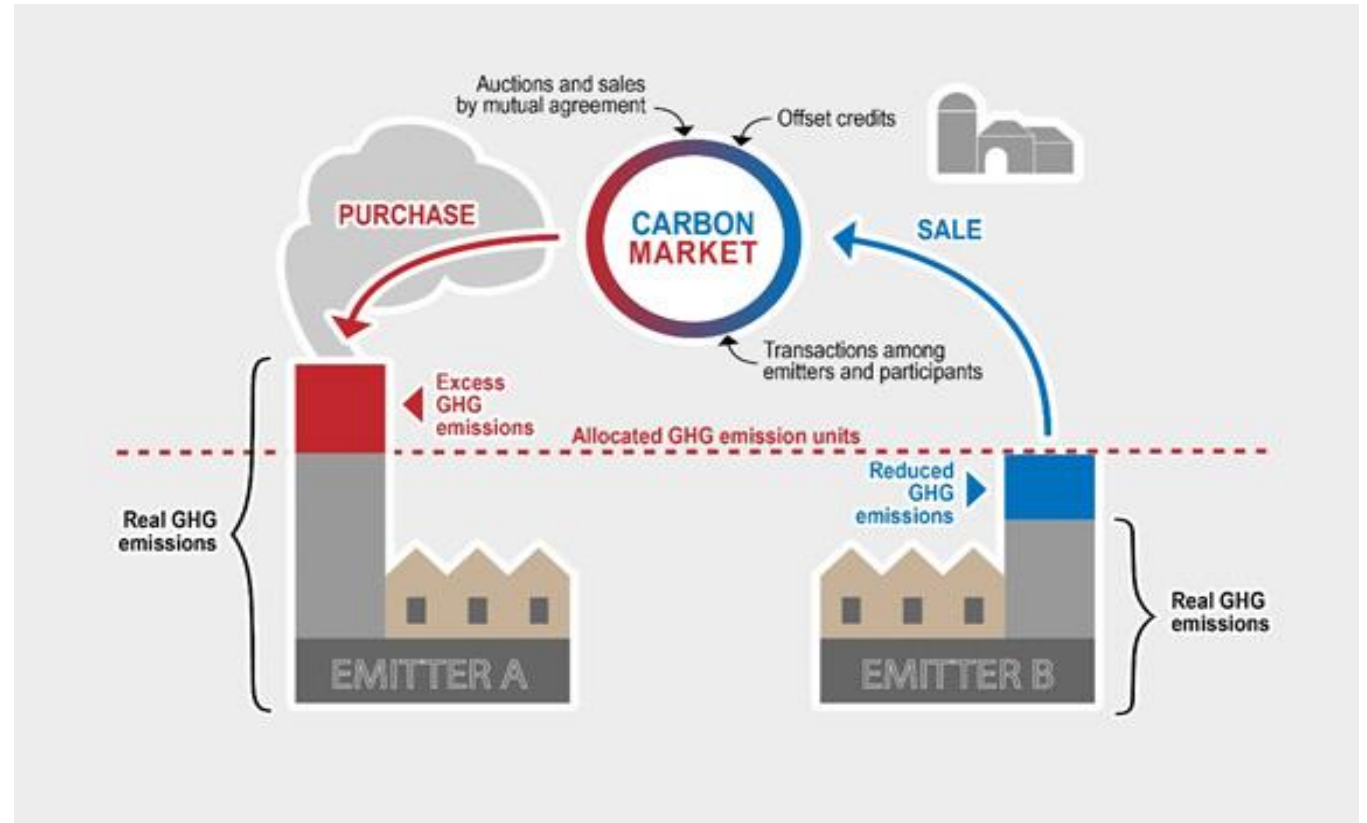 Auctions and sales
by mutual agreement
Offset credits
PURCHASE
CARBON
MARKET
SALE
Transactions among
emitters and participants
Excess
GHG
emissions
Allocated GHG emission units
Reduced
GHG
emissions
Real GHG
emissions
Real GHG
emissions
EMITTER A
EMITTER B